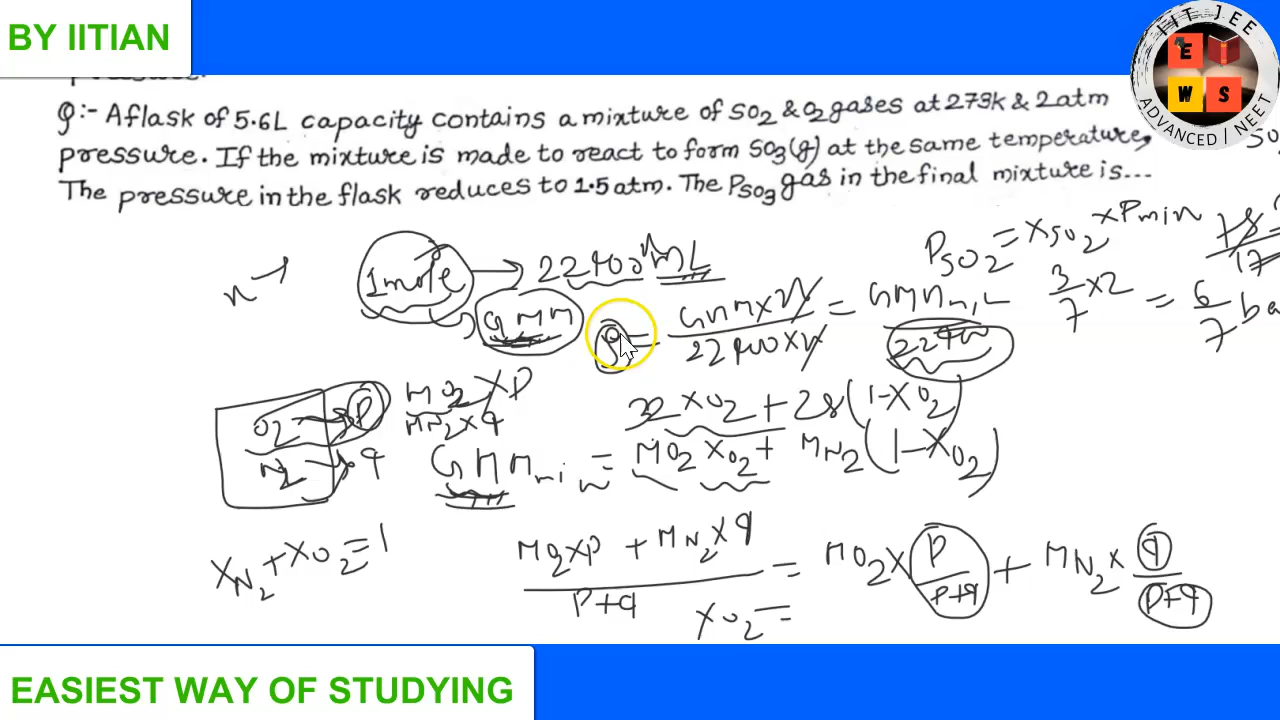 BY IITIAN
IIT JEE
E
W S
ADVANCED / NEET
Q:- A flask of 5.6L capacity contains a mixture of SO2 & O2 gases at 273k & 2atm
pressure. If the mixture is made to react to form SO3(g) at the same temperature,
The pressure in the flask reduces to 1.5 atm. The PSO3 gas in the final mixture is...
PSO2 = XSO2 × Pmin
1 mole → 22400 mL
GMM
GMM × n / 22400 × n = GMMmix / 22400
3/7 × 2 = 6/7 ba
O2 → P
N2 → q
MO2 × P
MN2 × q
32 XO2 + 28 (1-XO2)
GMMmix = MO2 XO2 + MN2 (1-XO2)
XN2 + XO2 = 1
MO2×P + MN2×q / P+q = MO2 × P/P+q + MN2 × q/P+q
XO2 =
EASIEST WAY OF STUDYING